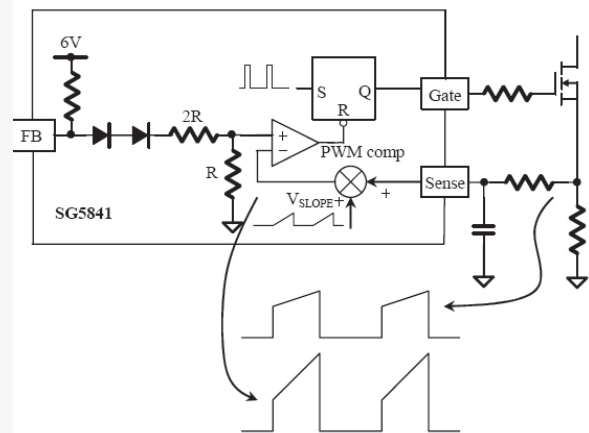 6V
FB
2R
R
SG5841
S
Q
R
Gate
+
−
PWM comp
Sense
+
VSLOPE+